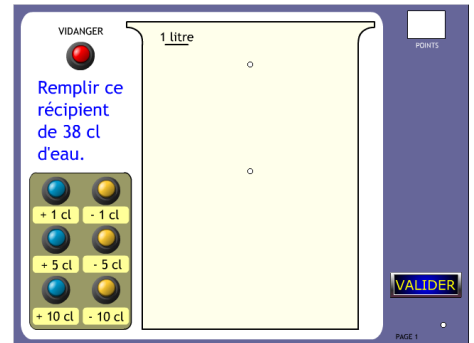 VIDANGER
1 litre
POINTS
Remplir ce
récipient
de 38 cl
d'eau.
+ 1 cl - 1 cl
+ 5 cl - 5 cl
+ 10 cl - 10 cl
VALIDER
PAGE 1